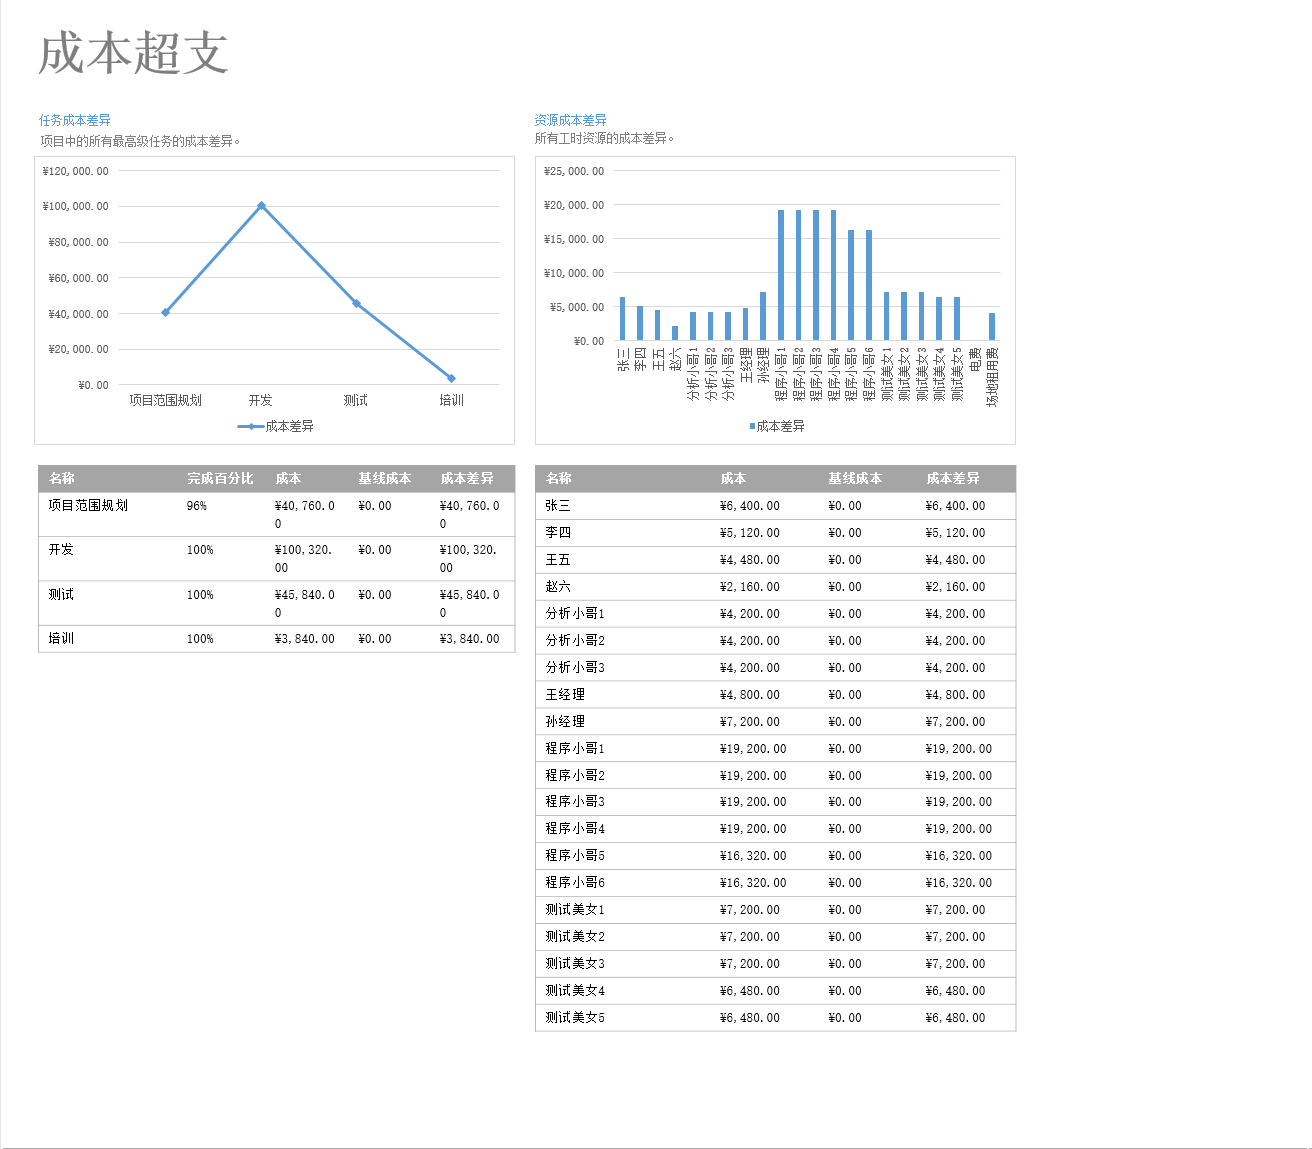 成本超支
任务成本差异
项目中的所有最高级任务的成本差异。
¥120,000.00
¥100,000.00
¥80,000.00
¥60,000.00
¥40,000.00
¥20,000.00
¥0.00
项目范围规划 开发 测试 培训
成本差异
名称 完成百分比 成本 基线成本 成本差异
项目范围规划 96% ¥40,760.0 ¥0.00 ¥40,760.0
0 0
开发 100% ¥100,320. ¥0.00 ¥100,320.
00 00
测试 100% ¥45,840.0 ¥0.00 ¥45,840.0
0 0
培训 100% ¥3,840.00 ¥0.00 ¥3,840.00
资源成本差异
所有工时资源的成本差异。
¥25,000.00
¥20,000.00
¥15,000.00
¥10,000.00
¥5,000.00
¥0.00
张三
李四
王五
赵六
分析小哥1
分析小哥2
分析小哥3
王经理
孙经理
程序小哥1
程序小哥2
程序小哥3
程序小哥4
程序小哥5
程序小哥6
测试美女1
测试美女2
测试美女3
测试美女4
测试美女5
电费
场地租用费
成本差异
名称 成本 基线成本 成本差异
张三 ¥6,400.00 ¥0.00 ¥6,400.00
李四 ¥5,120.00 ¥0.00 ¥5,120.00
王五 ¥4,480.00 ¥0.00 ¥4,480.00
赵六 ¥2,160.00 ¥0.00 ¥2,160.00
分析小哥1 ¥4,200.00 ¥0.00 ¥4,200.00
分析小哥2 ¥4,200.00 ¥0.00 ¥4,200.00
分析小哥3 ¥4,200.00 ¥0.00 ¥4,200.00
王经理 ¥4,800.00 ¥0.00 ¥4,800.00
孙经理 ¥7,200.00 ¥0.00 ¥7,200.00
程序小哥1 ¥19,200.00 ¥0.00 ¥19,200.00
程序小哥2 ¥19,200.00 ¥0.00 ¥19,200.00
程序小哥3 ¥19,200.00 ¥0.00 ¥19,200.00
程序小哥4 ¥19,200.00 ¥0.00 ¥19,200.00
程序小哥5 ¥16,320.00 ¥0.00 ¥16,320.00
程序小哥6 ¥16,320.00 ¥0.00 ¥16,320.00
测试美女1 ¥7,200.00 ¥0.00 ¥7,200.00
测试美女2 ¥7,200.00 ¥0.00 ¥7,200.00
测试美女3 ¥7,200.00 ¥0.00 ¥7,200.00
测试美女4 ¥6,480.00 ¥0.00 ¥6,480.00
测试美女5 ¥6,480.00 ¥0.00 ¥6,480.00